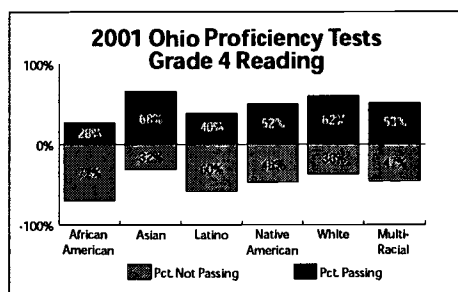 2001 Ohio Proficiency Tests
Grade 4 Reading
100%
28% 68% 40% 52% 62% 53%
0%
60%
-100%
African American
Asian
Latino
Native American
White
Multi-Racial
Pct. Not Passing
Pct. Passing